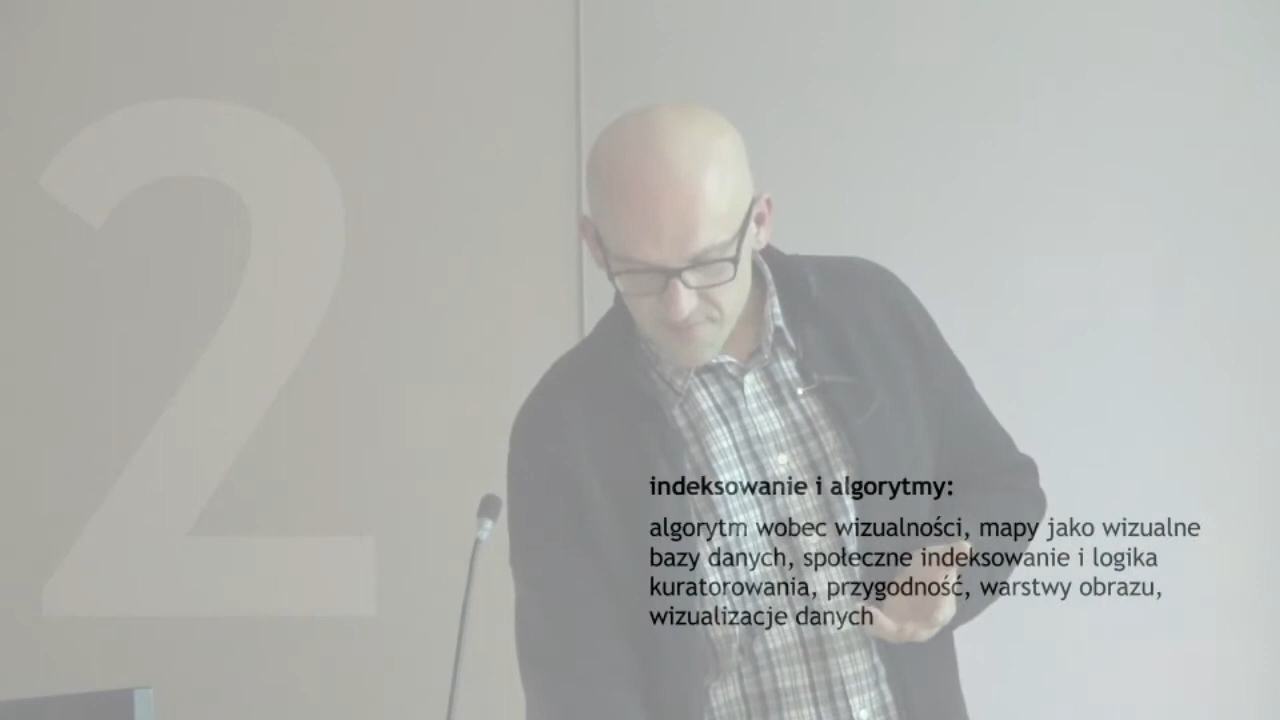 2
indeksowanie i algorytmy:
algorytm wobec wizualności, mapy jako wizualne
bazy danych, społeczne indeksowanie i logika
kuratorowania, przygodność, warstwy obrazu,
wizualizacje danych